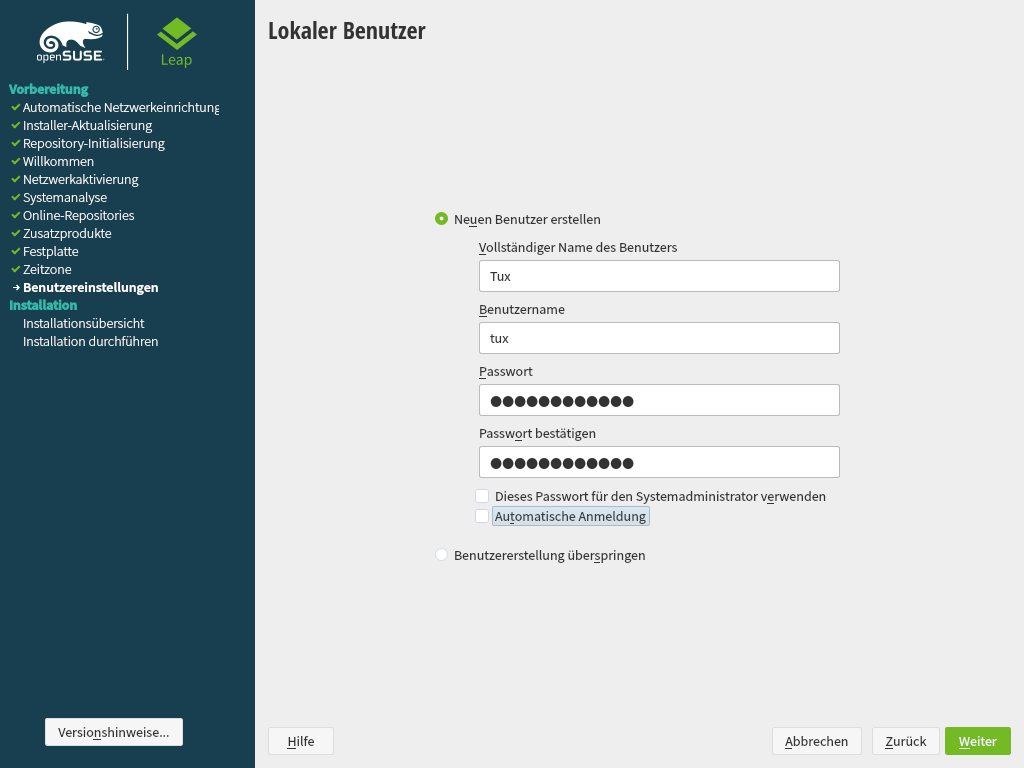 openSUSE
Leap
Vorbereitung
Automatische Netzwerkeinrichtung
Installer-Aktualisierung
Repository-Initialisierung
Willkommen
Netzwerkaktivierung
Systemanalyse
Online-Repositories
Zusatzprodukte
Festplatte
Zeitzone
Benutzereinstellungen
Installation
Installationsübersicht
Installation durchführen
Versionshinweise...
Lokaler Benutzer
Neuen Benutzer erstellen
Vollständiger Name des Benutzers
Tux
Benutzername
tux
Passwort
●●●●●●●●●●●●
Passwort bestätigen
●●●●●●●●●●●●
Dieses Passwort für den Systemadministrator verwenden
Automatische Anmeldung
Benutzererstellung überspringen
Hilfe
Abbrechen
Zurück
Weiter